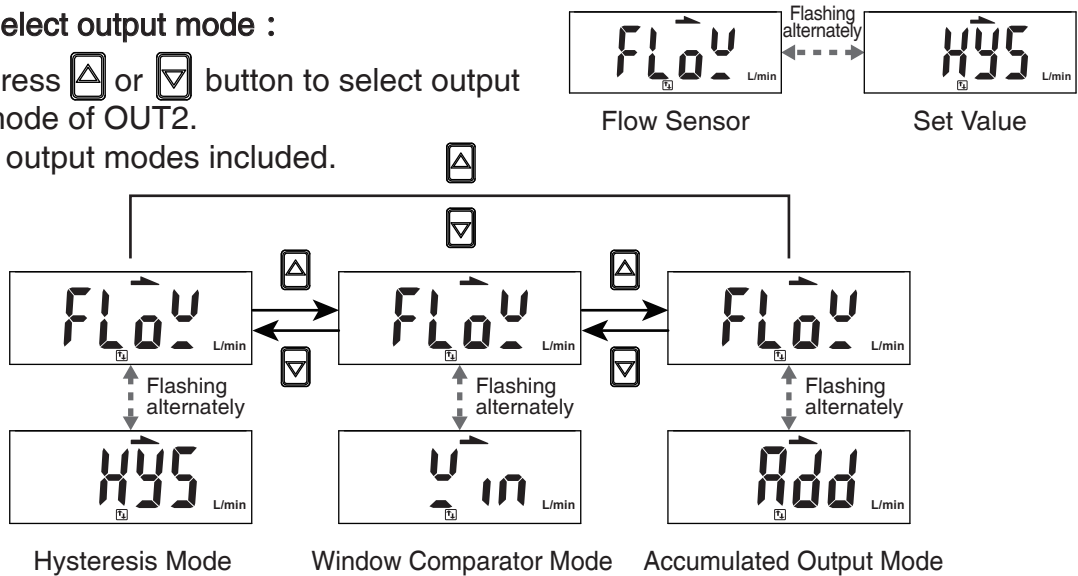 elect output mode :
ress △ or ▽ button to select output
mode of OUT2.
output modes included.
Flashing
alternately
FLoW L/min
HYS L/min
Flow Sensor
Set Value
FLoW L/min
FLoW L/min
FLoW L/min
Flashing
alternately
Flashing
alternately
Flashing
alternately
HYS L/min
Win L/min
Add L/min
Hysteresis Mode
Window Comparator Mode
Accumulated Output Mode